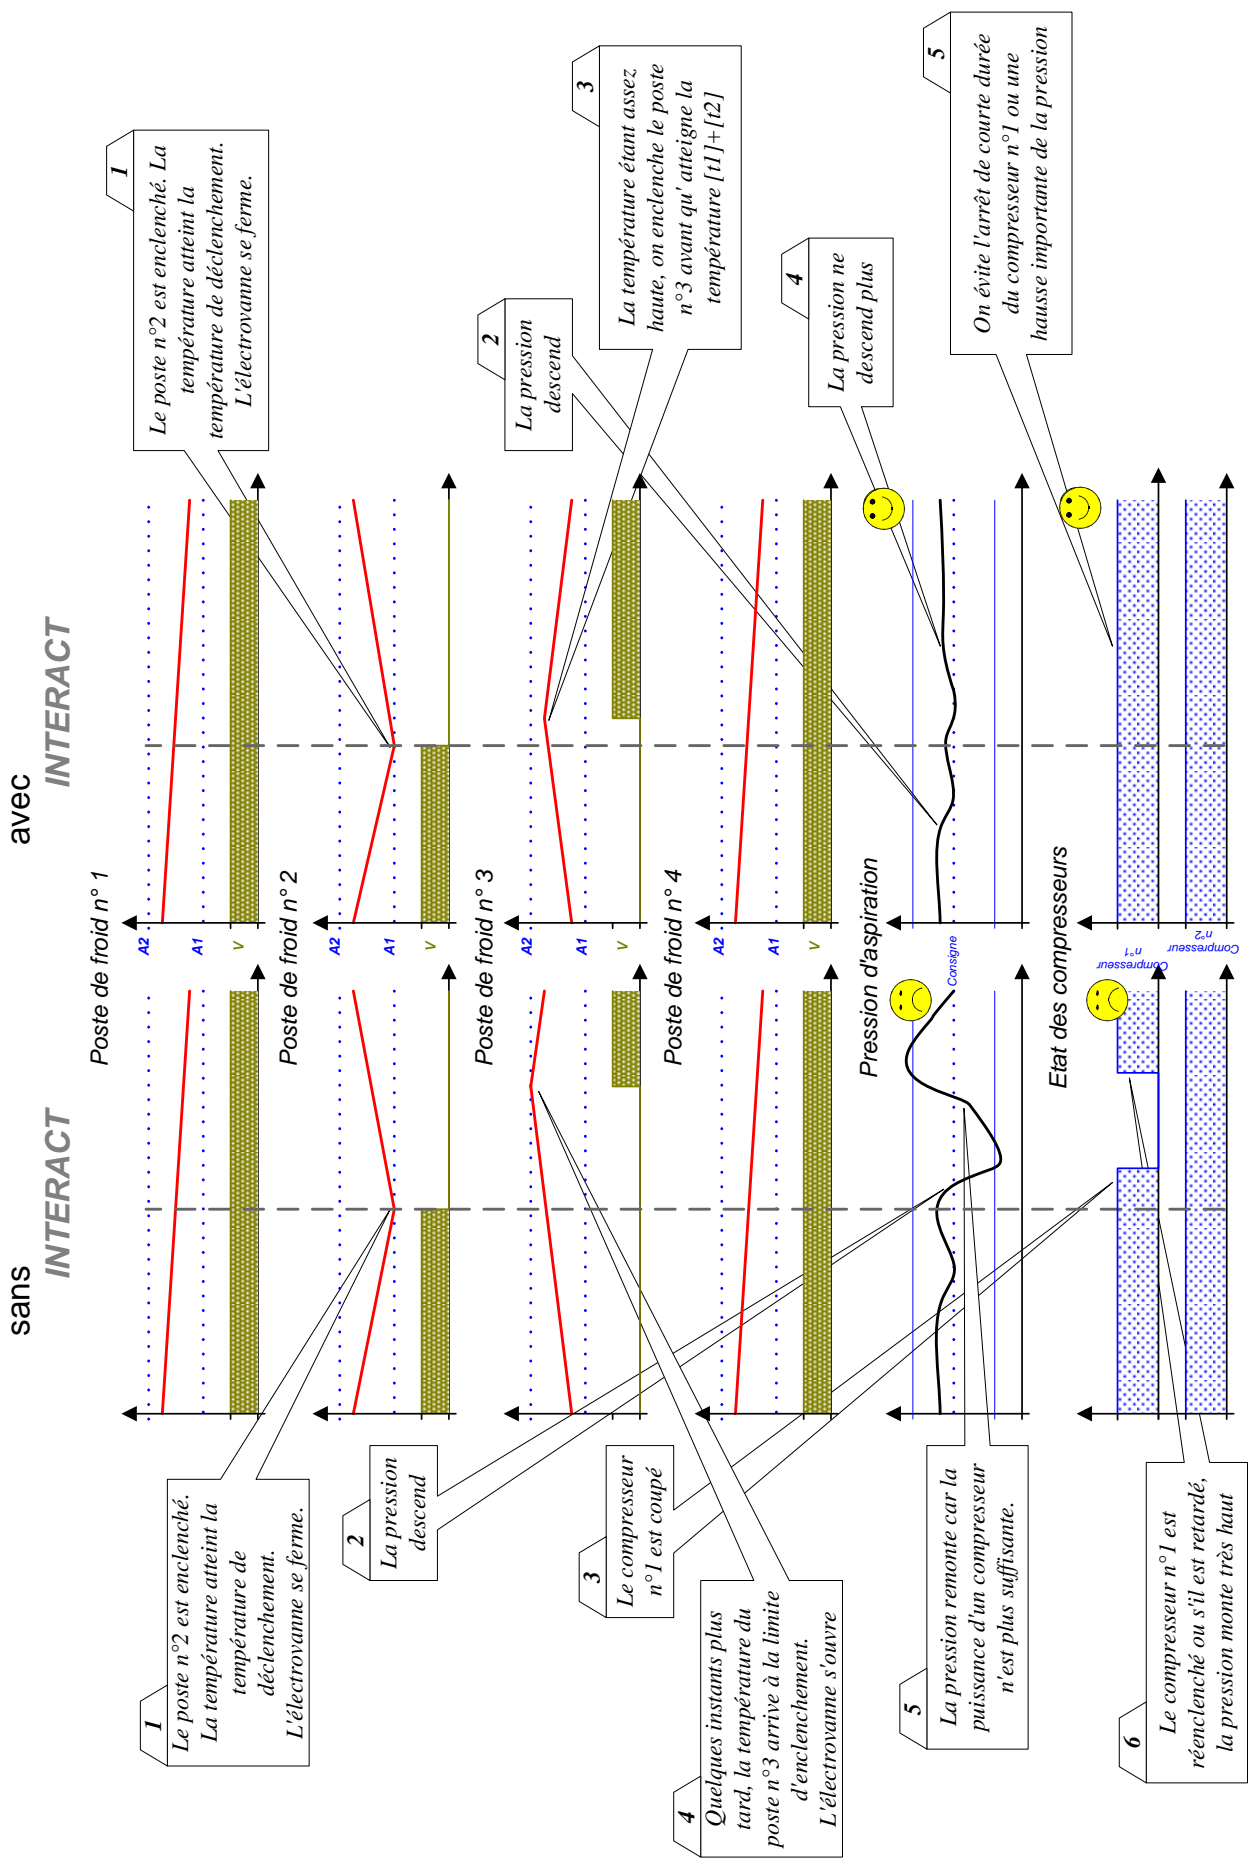 sans
INTERACT
avec
INTERACT
1
Le poste n°2 est enclenché.
La température atteint la
température de
déclenchement.
L'électrovanne se ferme.
2
La pression
descend
3
Le compresseur
n°1 est coupé
4
Quelques instants plus
tard, la température du
poste n°3 arrive à la limite
d'enclenchement.
L'électrovanne s'ouvre
5
La pression remonte car la
puissance d'un compresseur
n'est plus suffisante.
6
Le compresseur n°1 est
réenclenché ou s'il est retardé,
la pression monte très haut
Poste de froid n° 1
A2
A1
V
Poste de froid n° 2
A2
A1
V
Poste de froid n° 3
A2
A1
V
Poste de froid n° 4
A2
A1
V
Pression d'aspiration
Consigne
Etat des compresseurs
Compresseur
n°1
Compresseur
n°2
1
Le poste n°2 est enclenché. La
température atteint la
température de déclenchement.
L'électrovanne se ferme.
2
La pression
descend
3
La température étant assez
haute, on enclenche le poste
n°3 avant qu' atteigne la
température [t1]+[t2]
4
La pression ne
descend plus
5
On évite l'arrêt de courte durée
du compresseur n°1 ou une
hausse importante de la pression